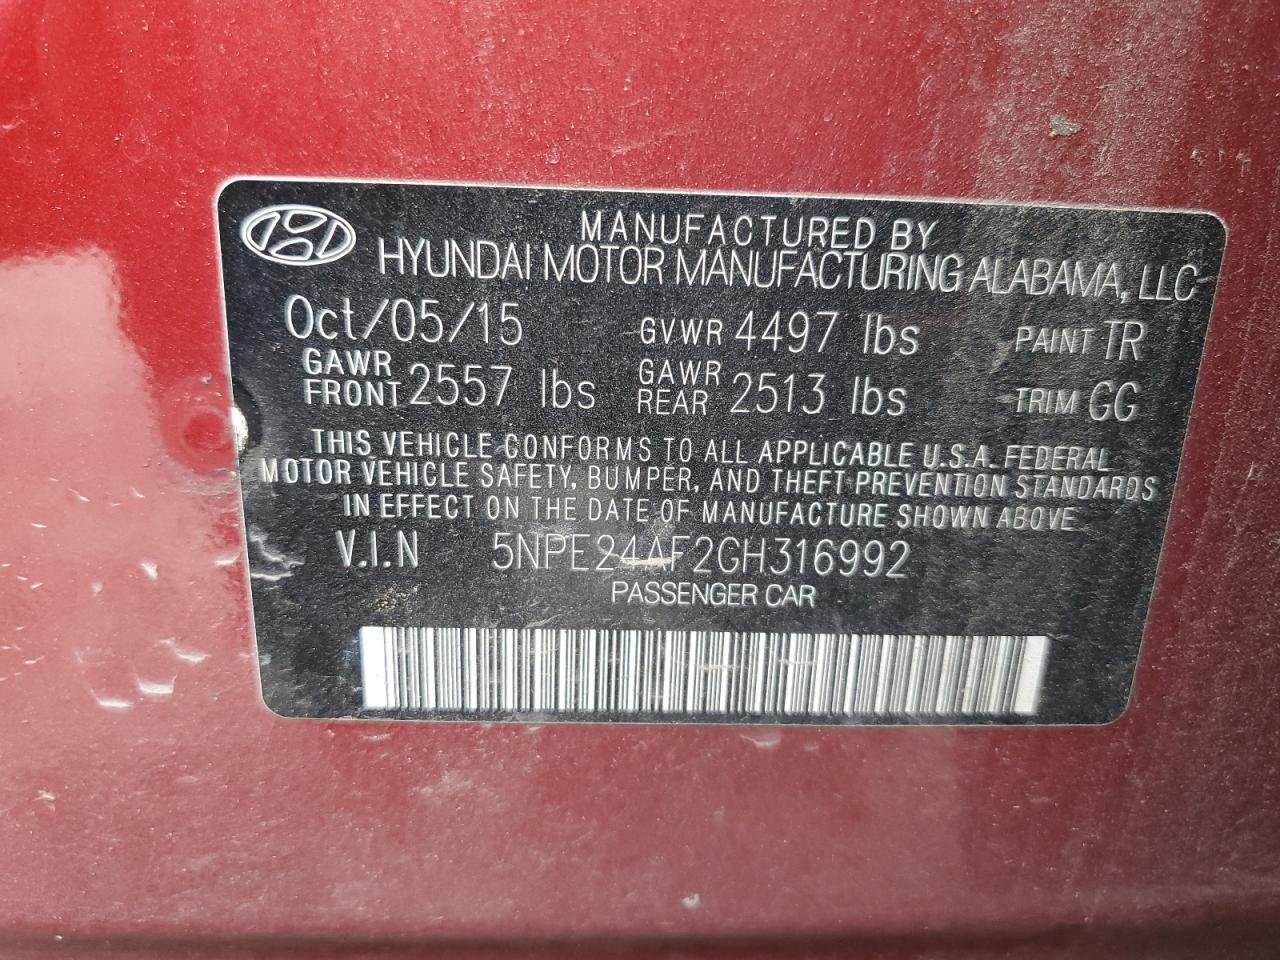 MANUFACTURED BY
HYUNDAI MOTOR MANUFACTURING ALABAMA, LLC
Oct/05/15 GVWR 4497 lbs PAINT TR
GAWR FRONT 2557 lbs GAWR REAR 2513 lbs TRIM GG
THIS VEHICLE CONFORMS TO ALL APPLICABLE U.S.A. FEDERAL
MOTOR VEHICLE SAFETY, BUMPER, AND THEFT PREVENTION STANDARDS
IN EFFECT ON THE DATE OF MANUFACTURE SHOWN ABOVE
V.I.N 5NPE24AF2GH316992
PASSENGER CAR